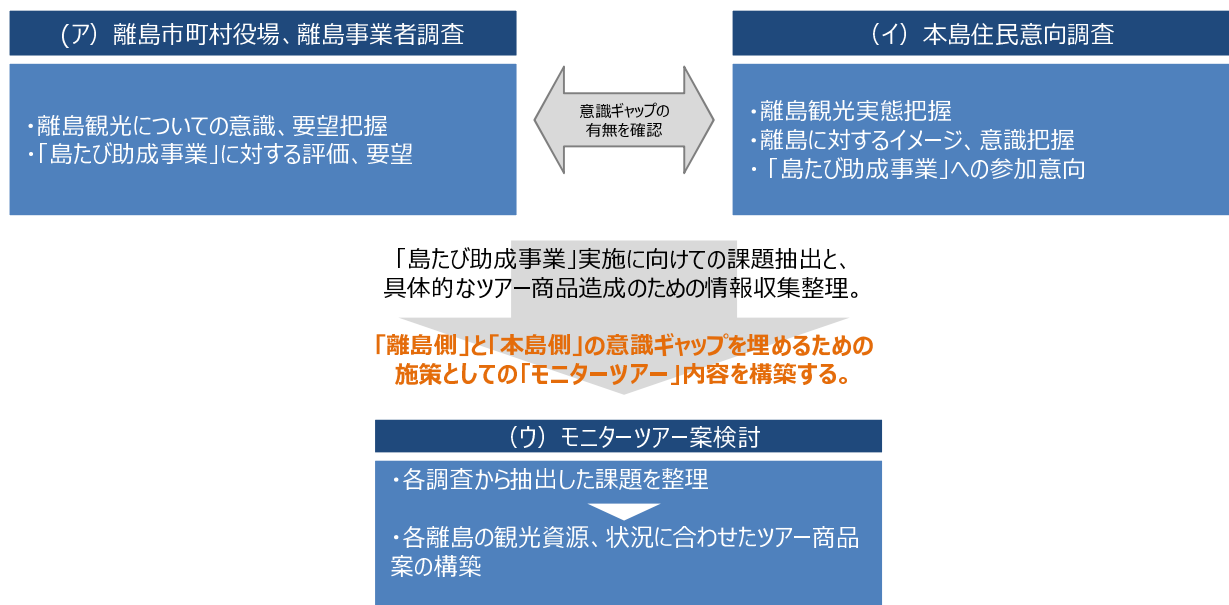 (ア) 離島市町村役場、離島事業者調査
・離島観光についての意識、要望把握
・「島たび助成事業」に対する評価、要望
意識ギャップの
有無を確認
（イ）本島住民意向調査
・離島観光実態把握
・離島に対するイメージ、意識把握
・「島たび助成事業」への参加意向
「島たび助成事業」実施に向けての課題抽出と、
具体的なツアー商品造成のための情報収集整理。
「離島側」と「本島側」の意識ギャップを埋めるための
施策としての「モニターツアー」内容を構築する。
（ウ）モニターツアー案検討
・各調査から抽出した課題を整理
・各離島の観光資源、状況に合わせたツアー商品
案の構築